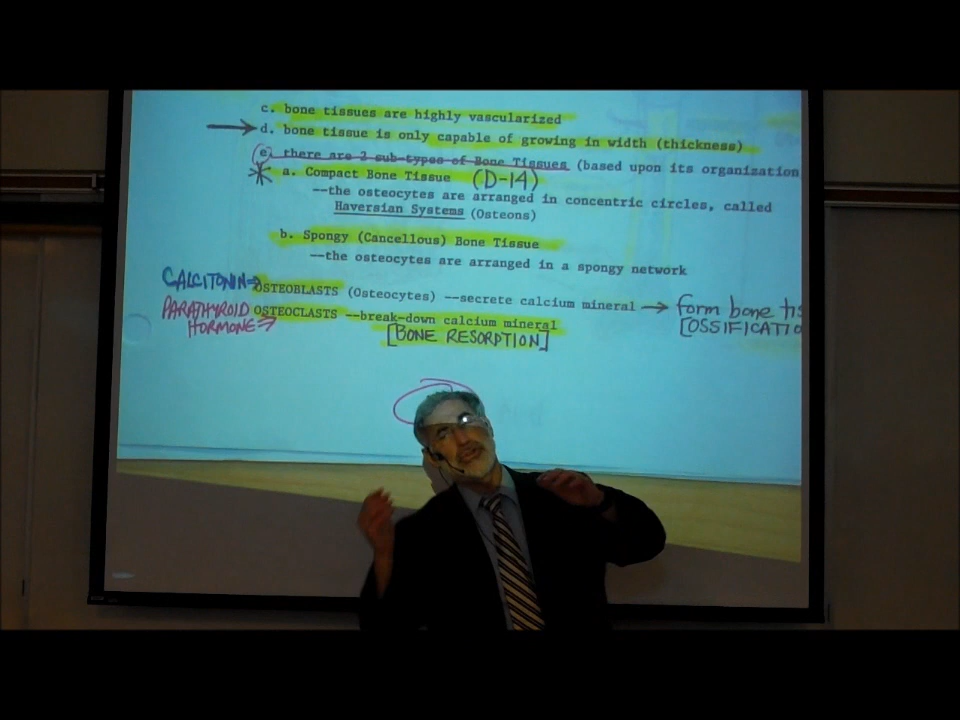 c. bone tissues are highly vascularized
d. bone tissue is only capable of growing in width (thickness)
(e) there are 2 sub-types of Bone Tissues (based upon its organization
a. Compact Bone Tissue (D-14)
--the osteocytes are arranged in concentric circles, called
Haversian Systems (Osteons)
b. Spongy (Cancellous) Bone Tissue
--the osteocytes are arranged in a spongy network
CALCITONIN⇒ OSTEOBLASTS (Osteocytes) --secrete calcium mineral → form bone tis
PARATHYROID OSTEOCLASTS --break-down calcium mineral [OSSIFICATIO
HORMONE⇒ [BONE RESORPTION]